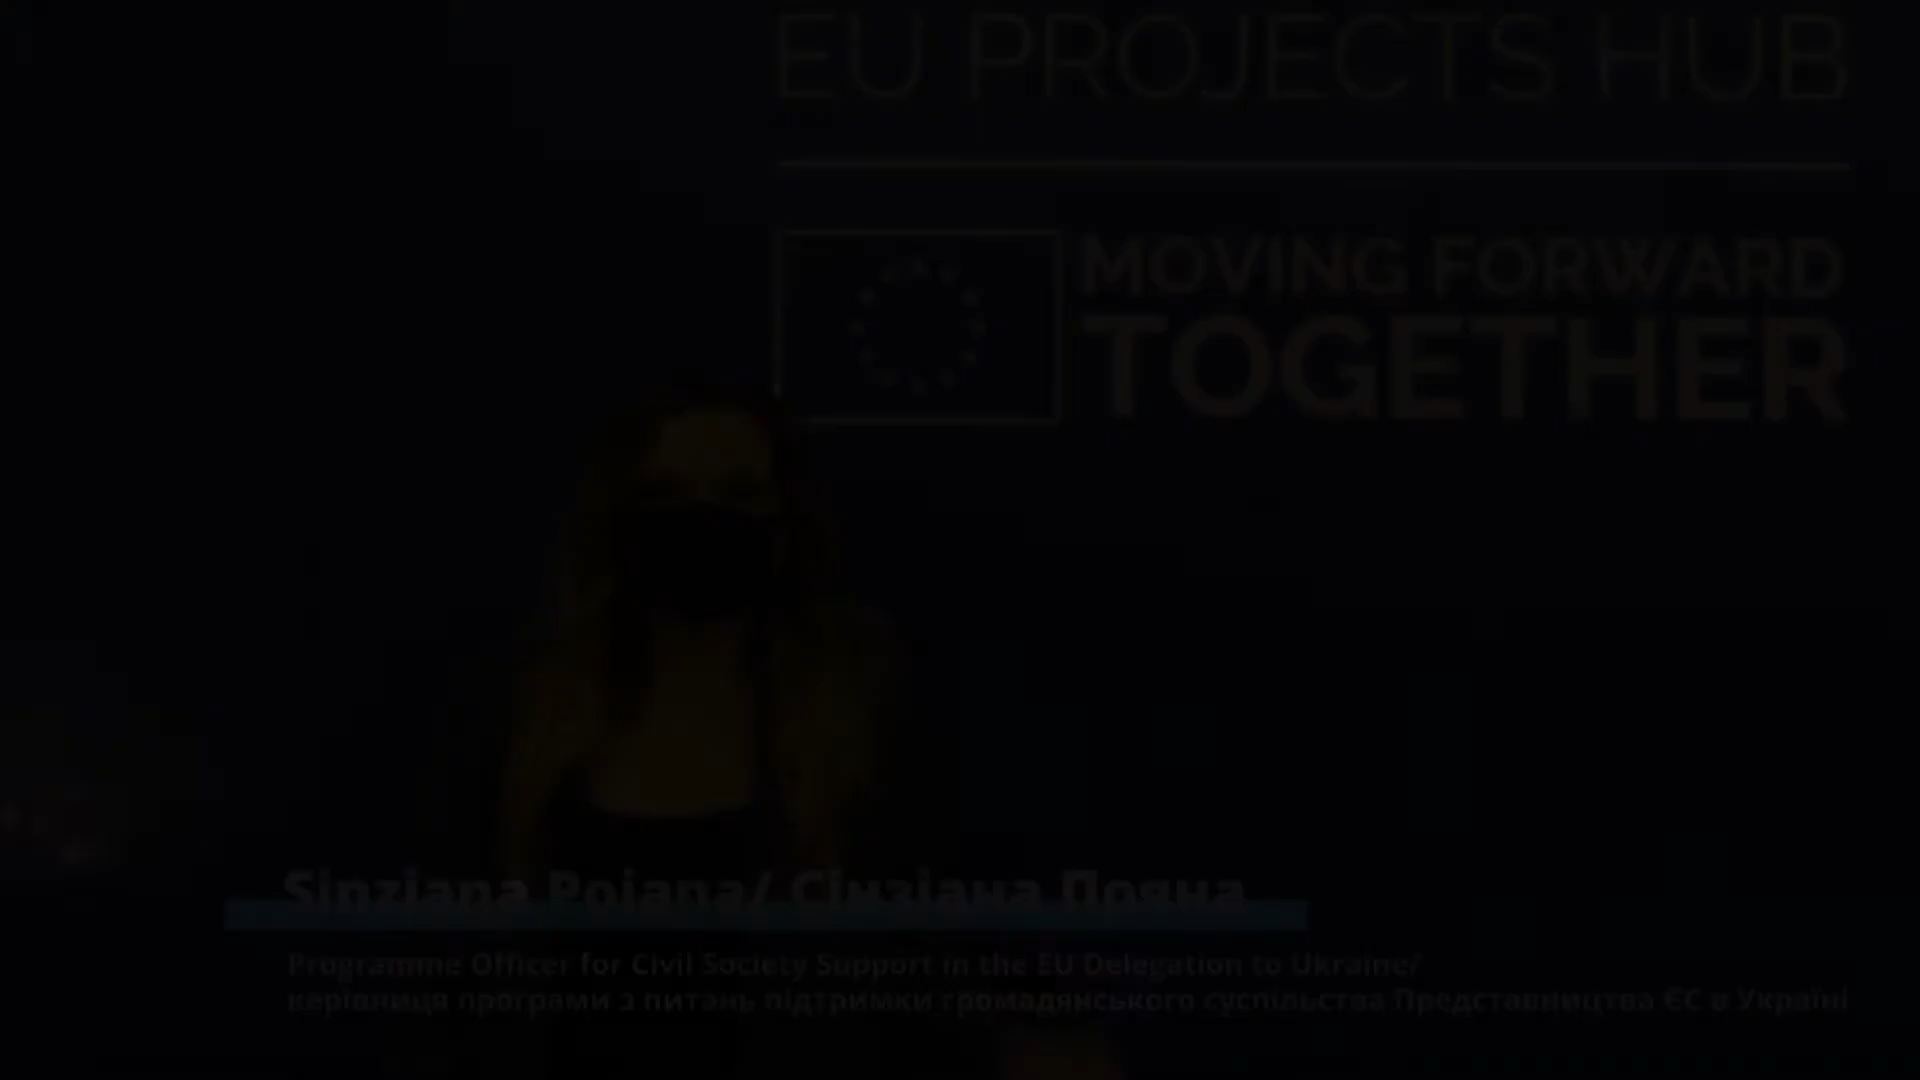 EU PROJECTS HUB
MOVING FORWARD
TOGETHER
Sinziana Poiana/ Сінзіана Пояна
Programme Officer for Civil Society Support in the EU Delegation to Ukraine/
керівниця програми з питань підтримки громадянського суспільства Представництва ЄС в Україні